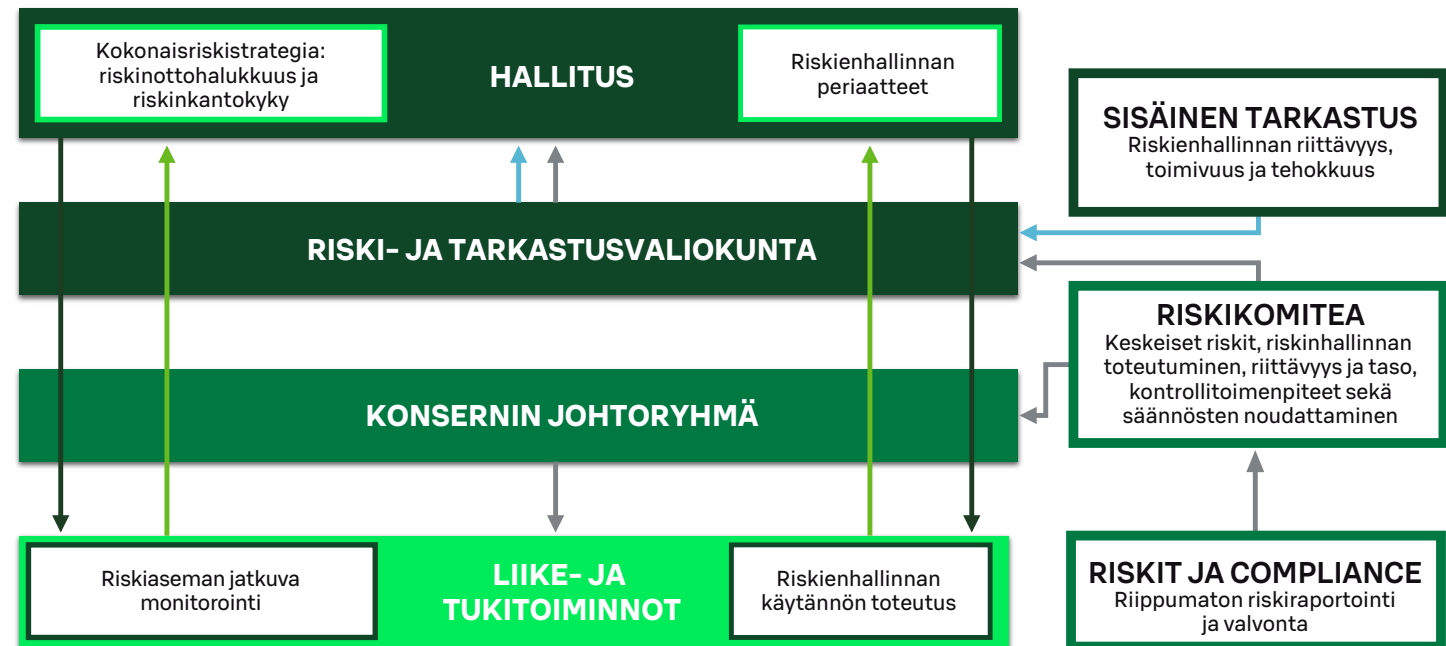 Kokonaisriskistrategia:
riskinottohalukkuus ja
riskinkantokyky
HALLITUS
Riskienhallinnan
periaatteet
SISÄINEN TARKASTUS
Riskienhallinnan riittävyys,
toimivuus ja tehokkuus
RISKI- JA TARKASTUSVALIOKUNTA
RISKIKOMITEA
Keskeiset riskit, riskinhallinnan
toteutuminen, riittävyys ja taso,
kontrollitoimenpiteet sekä
säännösten noudattaminen
KONSERNIN JOHTORYHMÄ
Riskiaseman jatkuva
monitorointi
LIIKE- JA
TUKITOIMINNOT
Riskienhallinnan
käytännön toteutus
RISKIT JA COMPLIANCE
Riippumaton riskiraportointi
ja valvonta